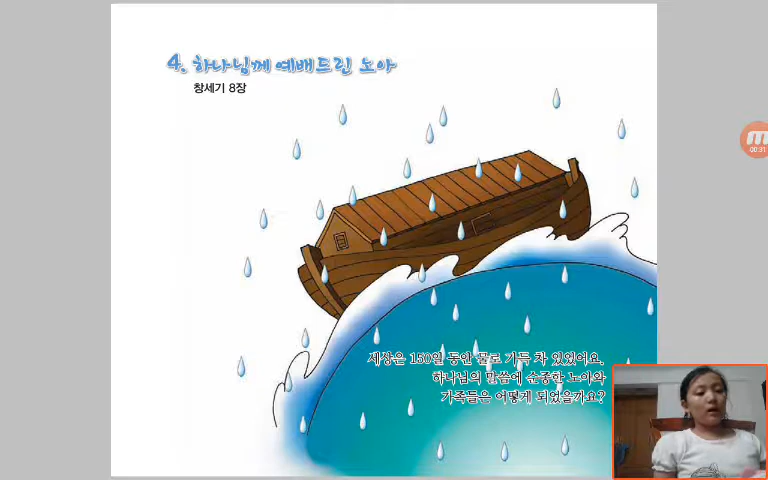 4. 하나님께 예배드린 노아
창세기 8장
00:31
세상은 150일 동안 물로 가득 차 있었어요.
하나님의 말씀에 순종한 노아와
가족들은 어떻게 되었을까요?